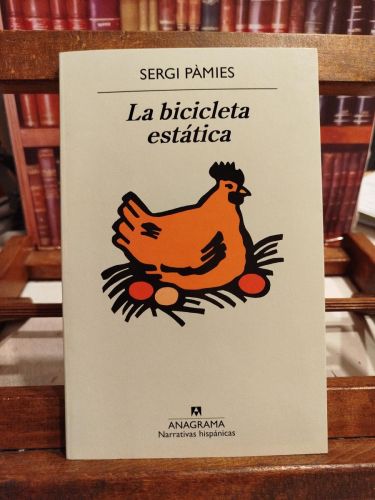 SERGI PÀMIES
La bicicleta
estática
ANAGRAMA
Narrativas hispánicas